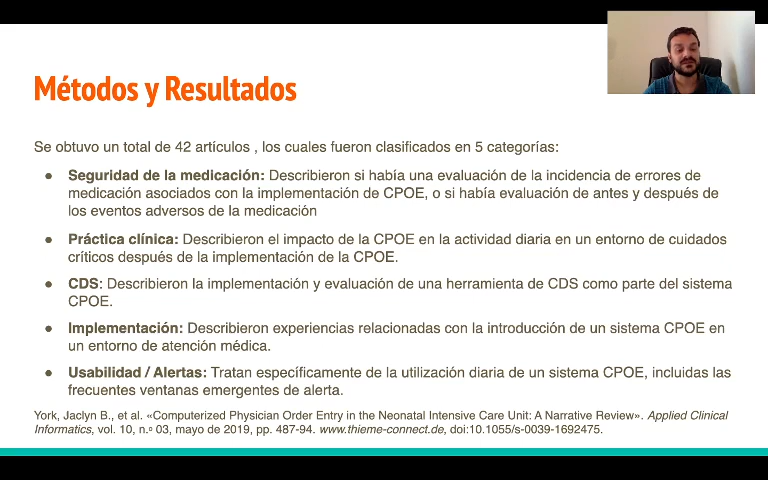 Métodos y Resultados
Se obtuvo un total de 42 artículos , los cuales fueron clasificados en 5 categorías:
● Seguridad de la medicación: Describieron si había una evaluación de la incidencia de errores de
medicación asociados con la implementación de CPOE, o si había evaluación de antes y después de
los eventos adversos de la medicación
● Práctica clínica: Describieron el impacto de la CPOE en la actividad diaria en un entorno de cuidados
críticos después de la implementación de la CPOE.
● CDS: Describieron la implementación y evaluación de una herramienta de CDS como parte del sistema
CPOE.
● Implementación: Describieron experiencias relacionadas con la introducción de un sistema CPOE en
un entorno de atención médica.
● Usabilidad / Alertas: Tratan específicamente de la utilización diaria de un sistema CPOE, incluidas las
frecuentes ventanas emergentes de alerta.
York, Jaclyn B., et al. «Computerized Physician Order Entry in the Neonatal Intensive Care Unit: A Narrative Review». Applied Clinical
Informatics, vol. 10, n.º 03, mayo de 2019, pp. 487-94. www.thieme-connect.de, doi:10.1055/s-0039-1692475.